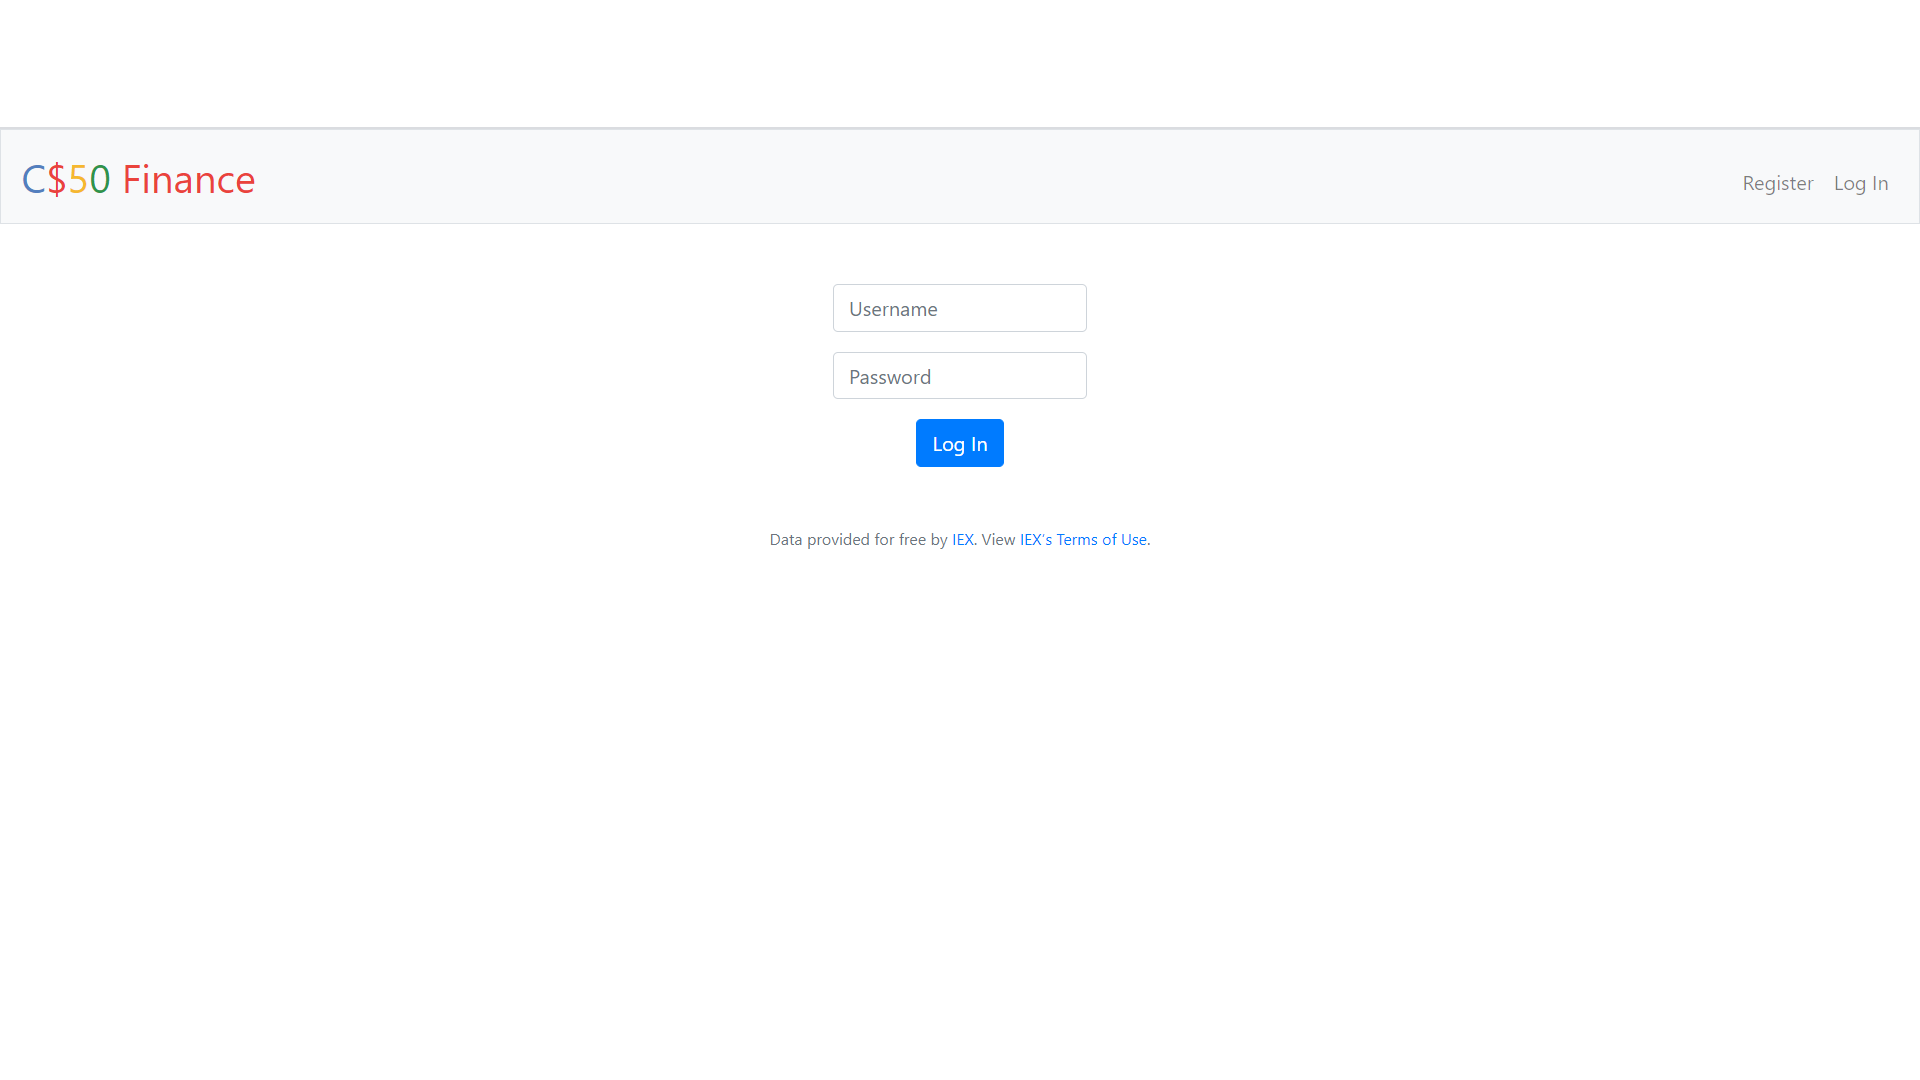 C$50 Finance
Register Log In
Username
Password
Log In
Data provided for free by IEX. View IEX's Terms of Use.